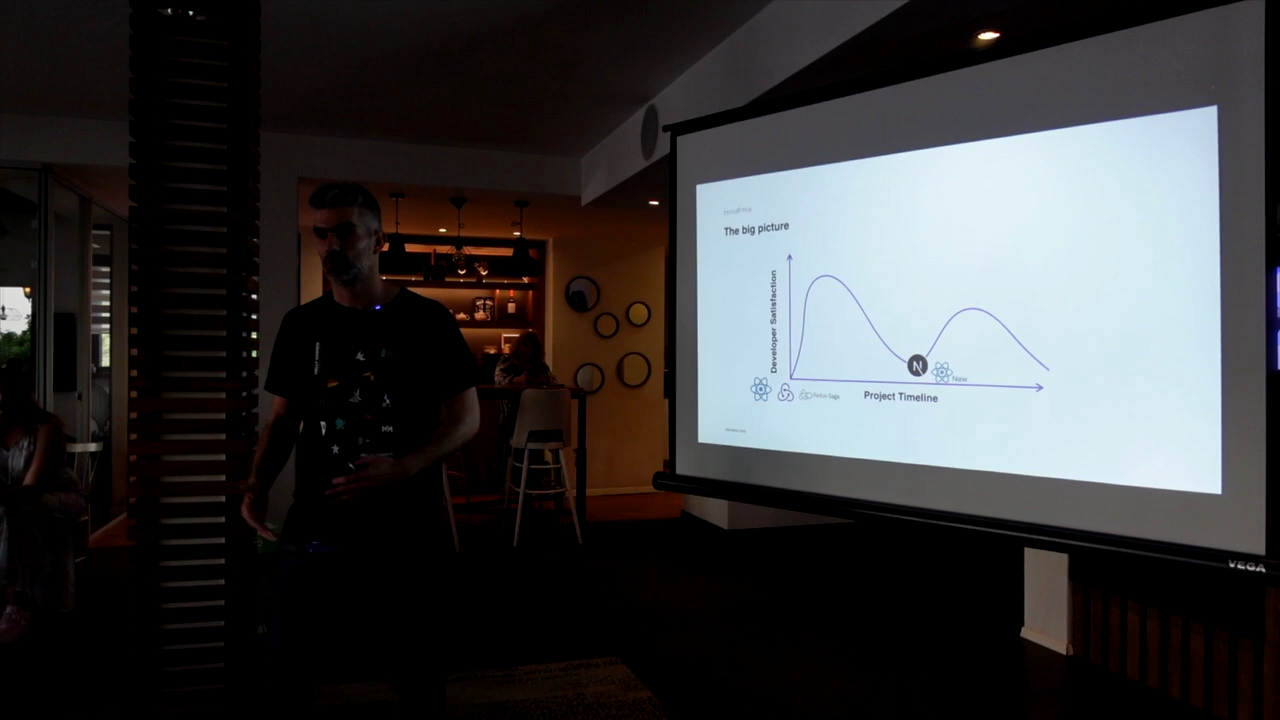 The big picture
Developer Satisfaction
N
New
Redux Saga
Project Timeline
VEGA